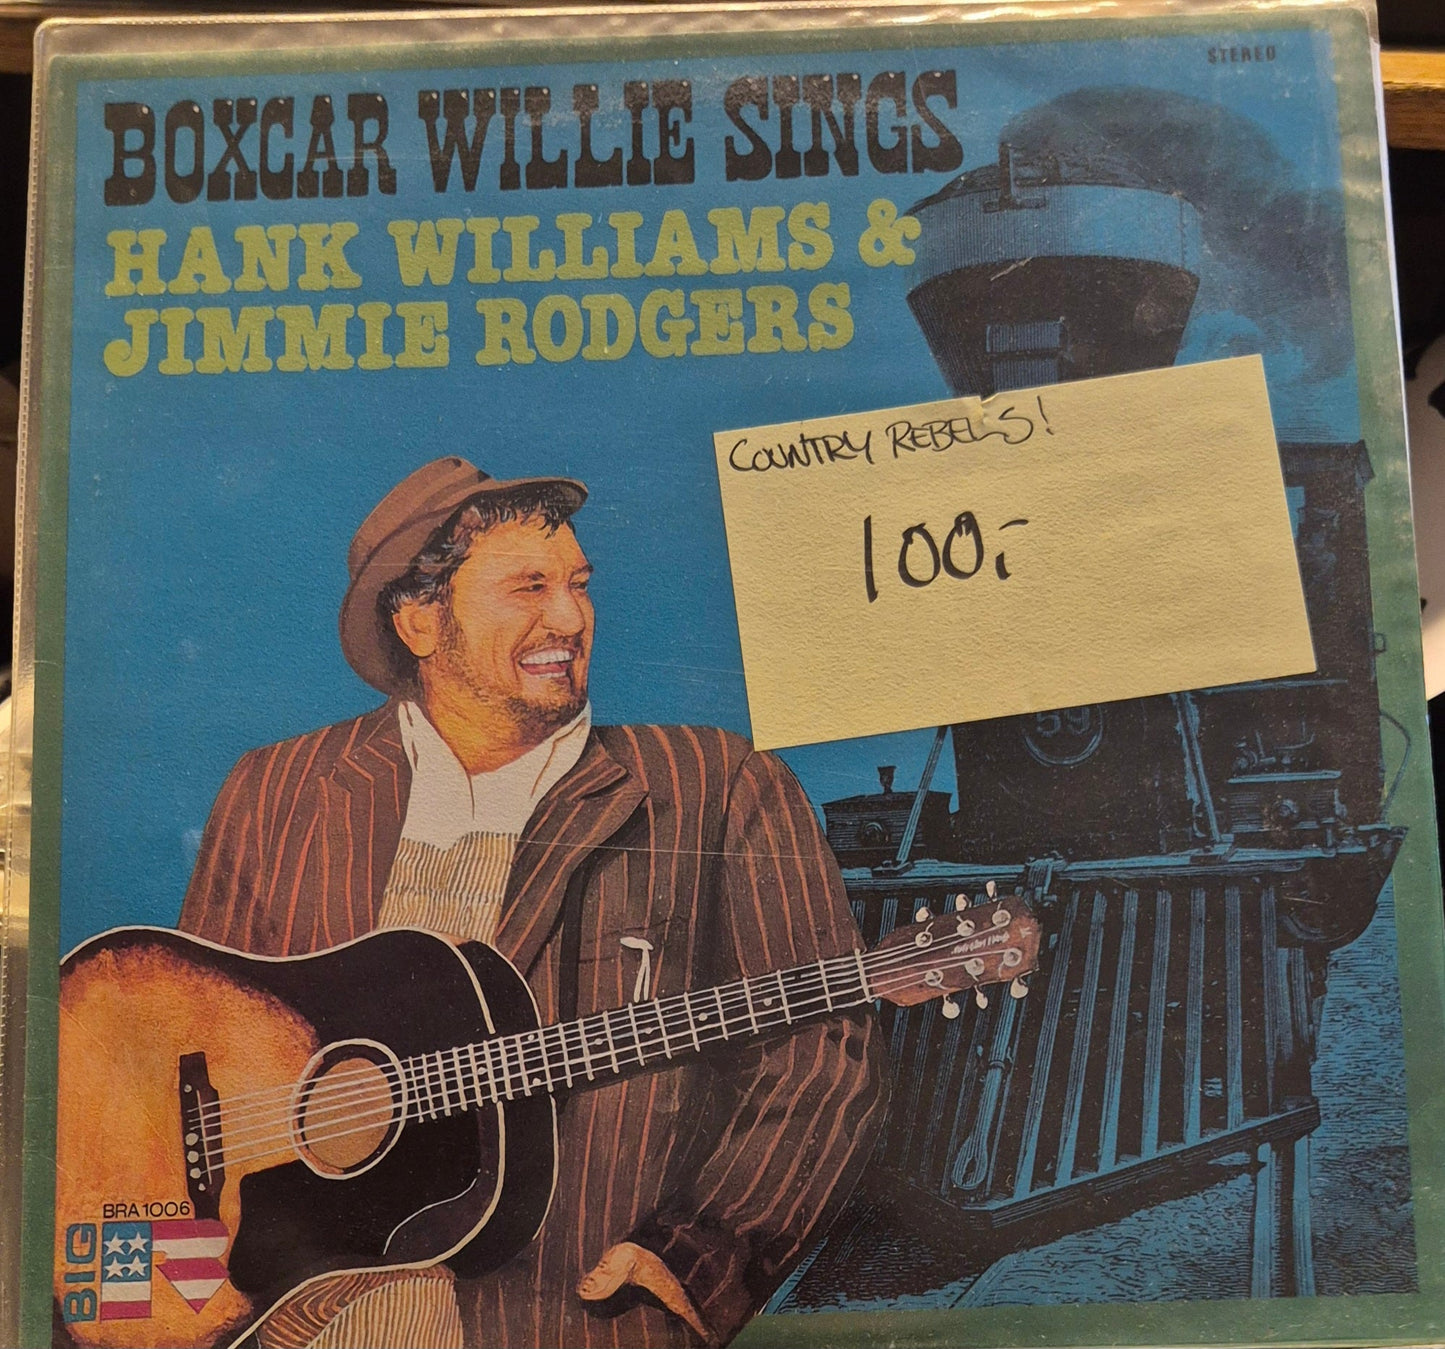 STEREO
BOXCAR WILLIE SINGS
HANK WILLIAMS &
JIMMIE RODGERS
COUNTRY REBELS!
100,-
59
BRA 1006
BIG
R